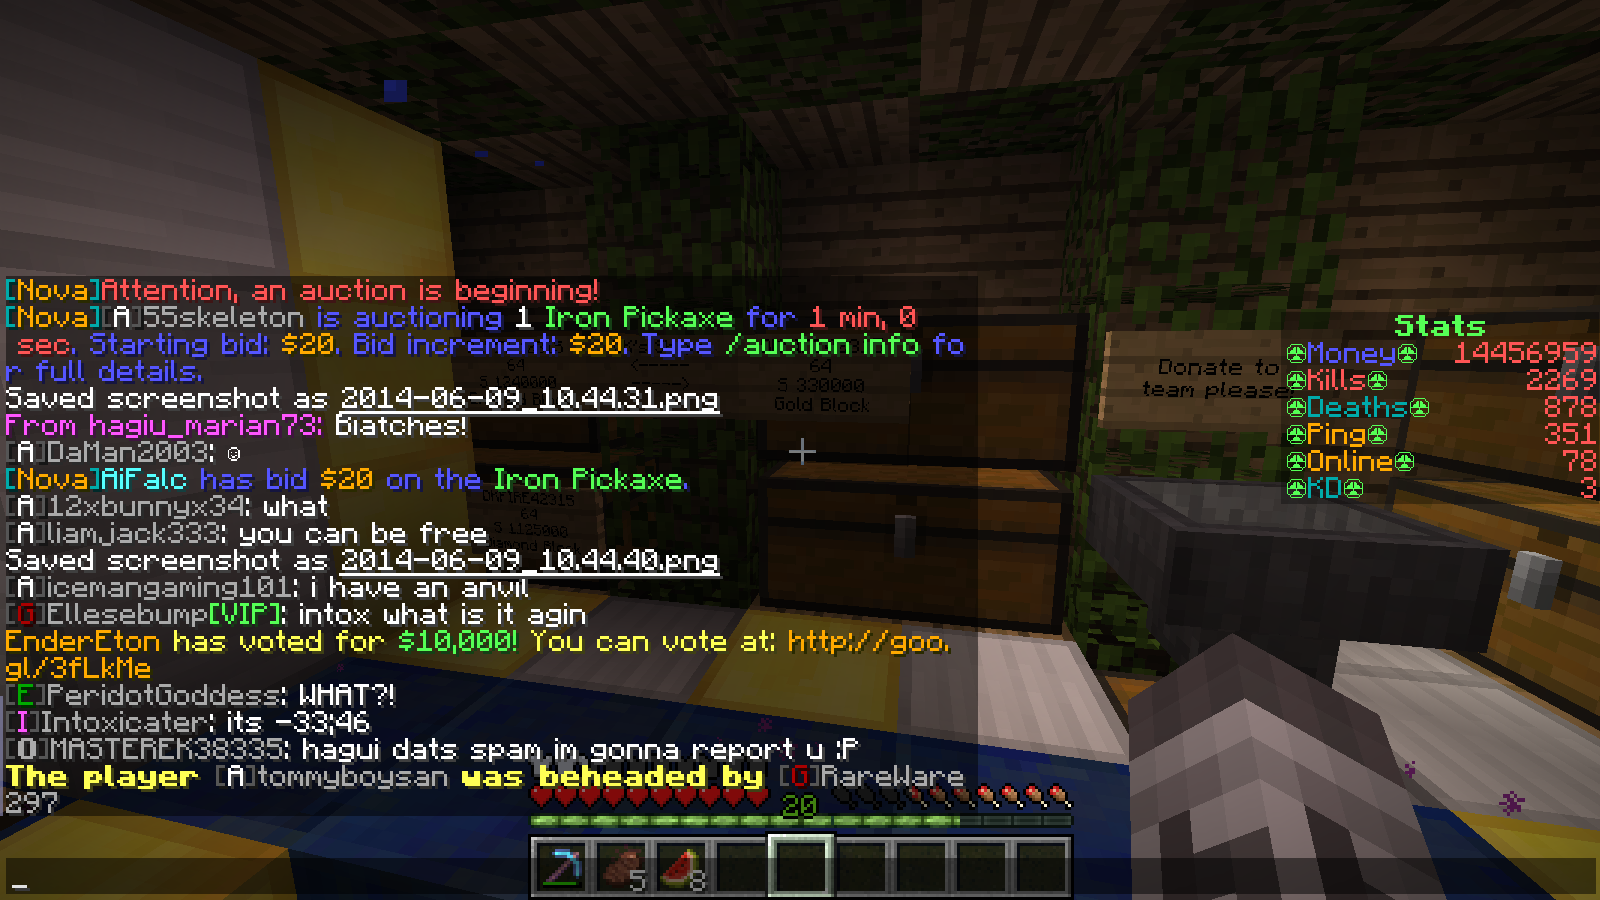 [Nova]Attention, an auction is beginning!
[Nova][A]55skeleton is auctioning 1 Iron Pickaxe for 1 min, 0
sec. Starting bid: $20. Bid increment: $20. Type /auction info fo
r full details.
Saved screenshot as 2014-06-09_10.44.31.png
From hagiu_marian73: Biatches!
[A]DaMan2003: ☺
[Nova]AiFalc has bid $20 on the Iron Pickaxe.
[A]12xbunnyx34: what
[A]liamjack333: you can be free
Saved screenshot as 2014-06-09_10.44.40.png
[A]icemangaming101: i have an anvil
[G]Ellesebump[VIP]: intox what is it agin
EnderEton has voted for $10,000! You can vote at: http://goo.
gl/3fLkMe
[E]PeridotGoddess: WHAT?!
[I]Intoxicater: its -33;46
[O]MASTEREK38335: hagui dats spam im gonna report u :P
The player [A]tommyboysan was beheaded by [G]RareWare
297
64
<----- 
----->
64
S 330000
Gold Block
64
Donate to
team please
Stats
Money 14456959
Kills 2269
Deaths 878
Ping 351
Online 78
KD 3
20
5
8
_